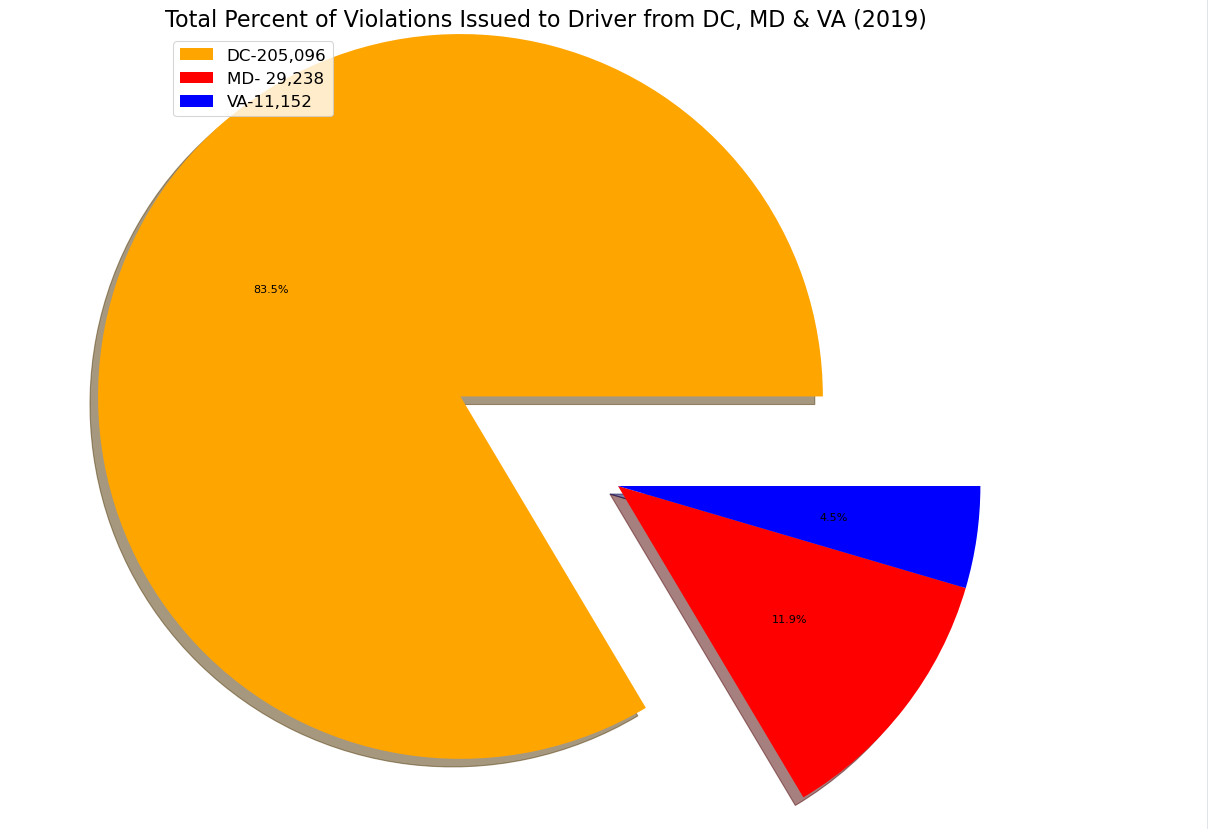 Total Percent of Violations Issued to Driver from DC, MD & VA (2019)
DC-205,096
MD- 29,238
VA-11,152
83.5%
4.5%
11.9%